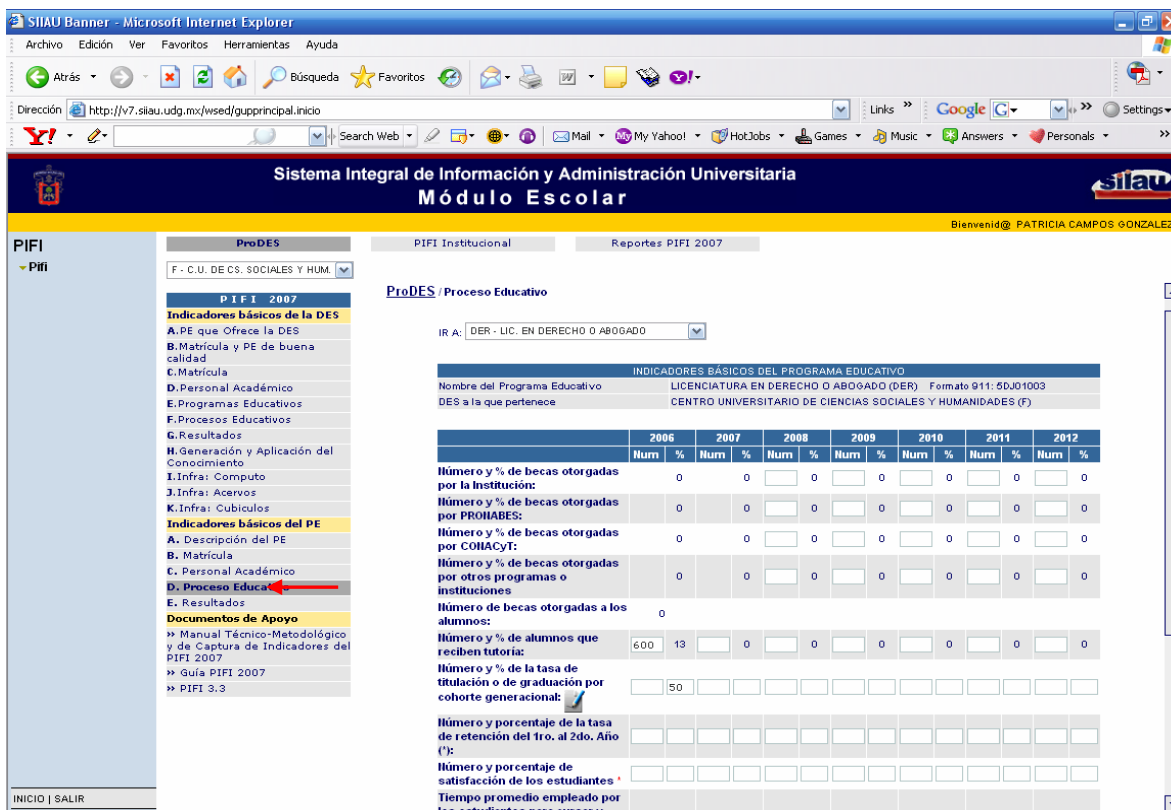 SIIAU Banner - Microsoft Internet Explorer
Archivo Edición Ver Favoritos Herramientas Ayuda
Atrás Búsqueda Favoritos
Dirección http://v7.siiau.udg.mx/wsed/gupprincipal.inicio Links » Google G Settings
Y! Search Web Mail My Yahoo! HotJobs Games Music Answers Personals »
Sistema Integral de Información y Administración Universitaria
Módulo Escolar
siiau
Bienvenid@ PATRICIA CAMPOS GONZALEZ
PIFI
Pifi
ProDES PIFI Institucional Reportes PIFI 2007
F - C.U. DE CS. SOCIALES Y HUM.
PIFI 2007
Indicadores básicos de la DES
A.PE que Ofrece la DES
B.Matrícula y PE de buena
calidad
C.Matrícula
D.Personal Académico
E.Programas Educativos
F.Procesos Educativos
G.Resultados
H.Generación y Aplicación del
Conocimiento
I.Infra: Computo
J.Infra: Acervos
K.Infra: Cubiculos
Indicadores básicos del PE
A. Descripción del PE
B. Matrícula
C. Personal Académico
D. Proceso
E. Resultados
Documentos de Apoyo
» Manual Técnico-Metodológico
y de Captura de Indicadores del
PIFI 2007
» Guía PIFI 2007
» PIFI 3.3
INICIO | SALIR
ProDES / Proceso Educativo
IR A: DER - LIC. EN DERECHO O ABOGADO
INDICADORES BÁSICOS DEL PROGRAMA EDUCATIVO
Nombre del Programa Educativo LICENCIATURA EN DERECHO O ABOGADO (DER) Formato 911: 5DJ01003
DES a la que pertenece CENTRO UNIVERSITARIO DE CIENCIAS SOCIALES Y HUMANIDADES (F)
2006 2007 2008 2009 2010 2011 2012
Num % Num % Num % Num % Num % Num % Num %
Número y % de becas otorgadas
por la Institución: 0 0 0 0 0 0 0
Número y % de becas otorgadas
por PRONABES: 0 0 0 0 0 0 0
Número y % de becas otorgadas
por CONACyT: 0 0 0 0 0 0 0
Número y % de becas otorgadas
por otros programas o 0 0 0 0 0 0 0
instituciones
Número de becas otorgadas a los
alumnos: 0
Número y % de alumnos que
reciben tutoría: 600 13 0 0 0 0 0 0
Número y % de la tasa de
titulación o de graduación por 50
cohorte generacional:
Número y porcentaje de la tasa
de retención del 1ro. al 2do. Año
(*):
Número y porcentaje de
satisfacción de los estudiantes *
Tiempo promedio empleado por